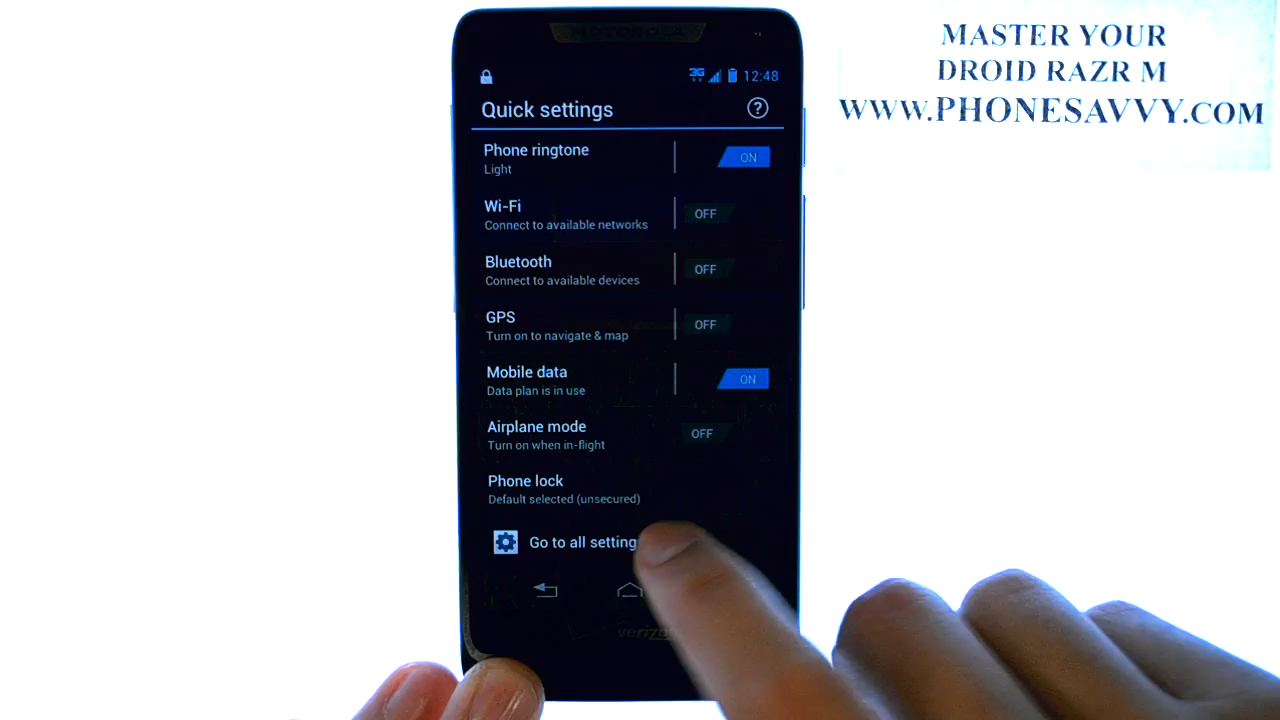 MASTER YOUR
DROID RAZR M
WWW.PHONESAVVY.COM
MOTOROLA
3G 12:48
Quick settings ?
Phone ringtone
Light
ON
Wi-Fi
Connect to available networks
OFF
Bluetooth
Connect to available devices
OFF
GPS
Turn on to navigate & map
OFF
Mobile data
Data plan is in use
ON
Airplane mode
Turn on when in-flight
OFF
Phone lock
Default selected (unsecured)
Go to all setting
verizo